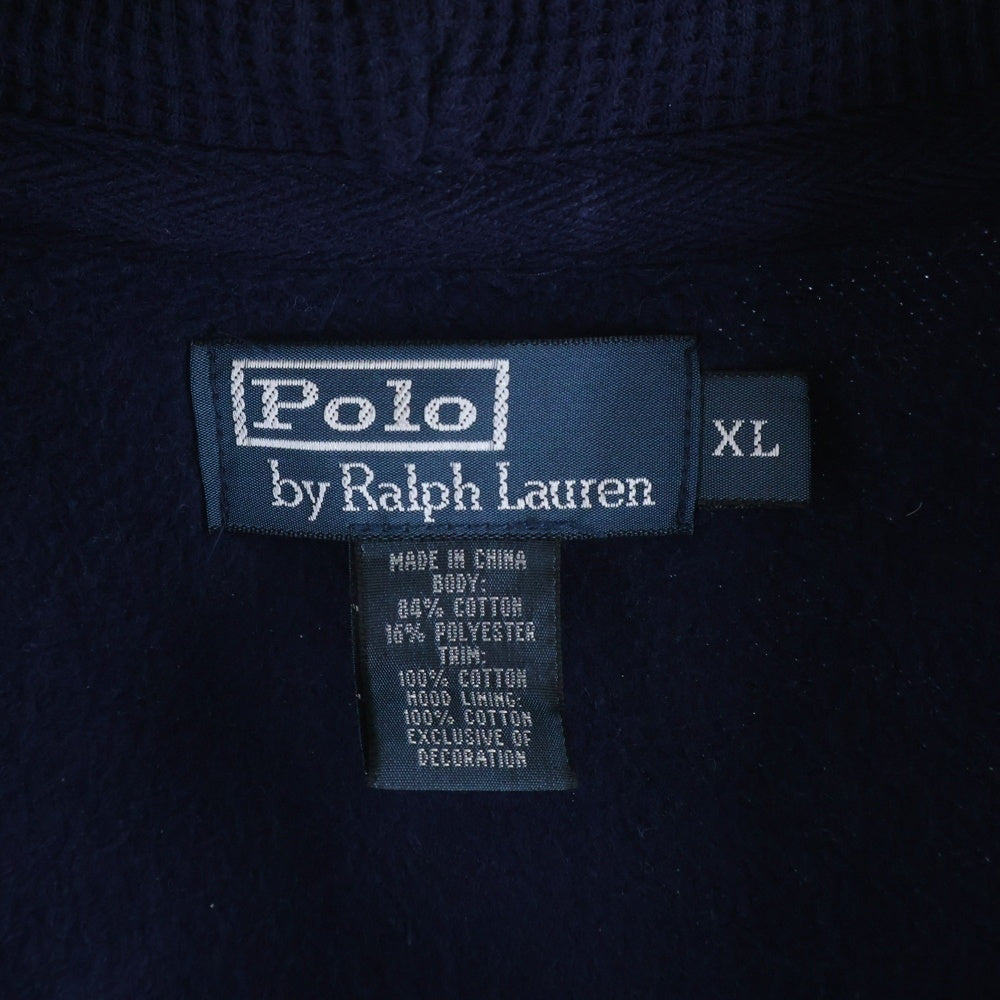 Polo
by Ralph Lauren
XL
MADE IN CHINA
BODY:
84% COTTON
16% POLYESTER
TRIM:
100% COTTON
HOOD LINING:
100% COTTON
EXCLUSIVE OF
DECORATION